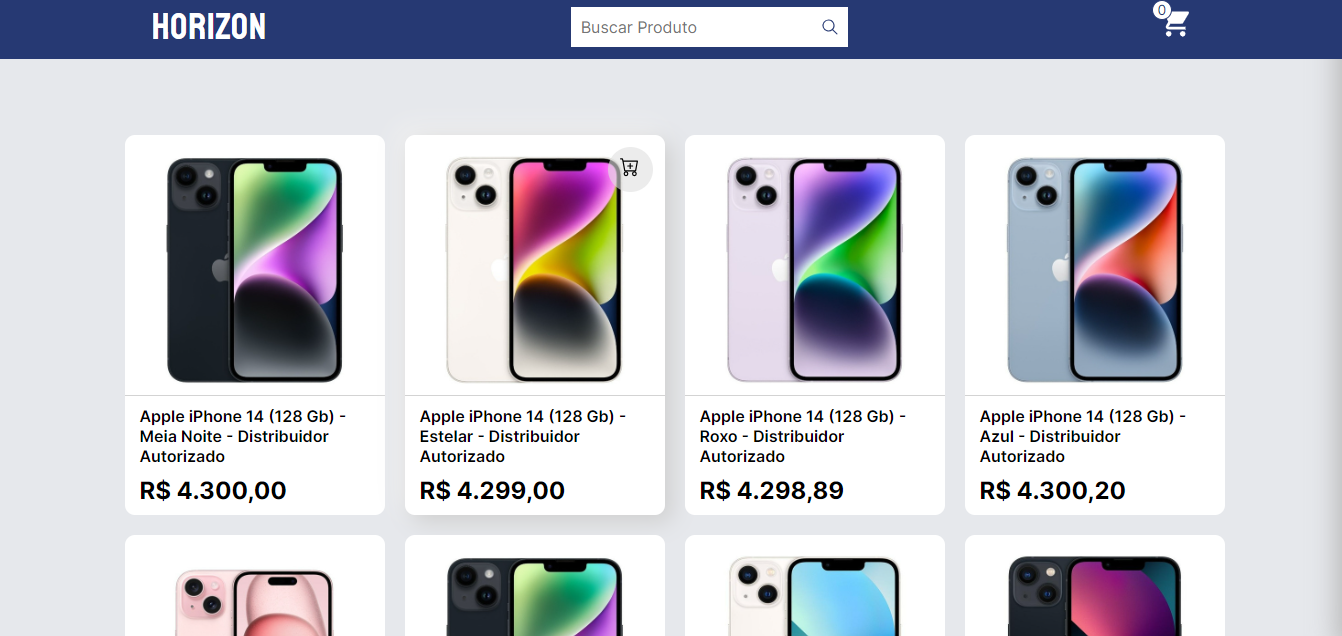 HORIZON
Buscar Produto
0
Apple iPhone 14 (128 Gb) -
Meia Noite - Distribuidor
Autorizado
R$ 4.300,00
Apple iPhone 14 (128 Gb) -
Estelar - Distribuidor
Autorizado
R$ 4.299,00
Apple iPhone 14 (128 Gb) -
Roxo - Distribuidor
Autorizado
R$ 4.298,89
Apple iPhone 14 (128 Gb) -
Azul - Distribuidor
Autorizado
R$ 4.300,20